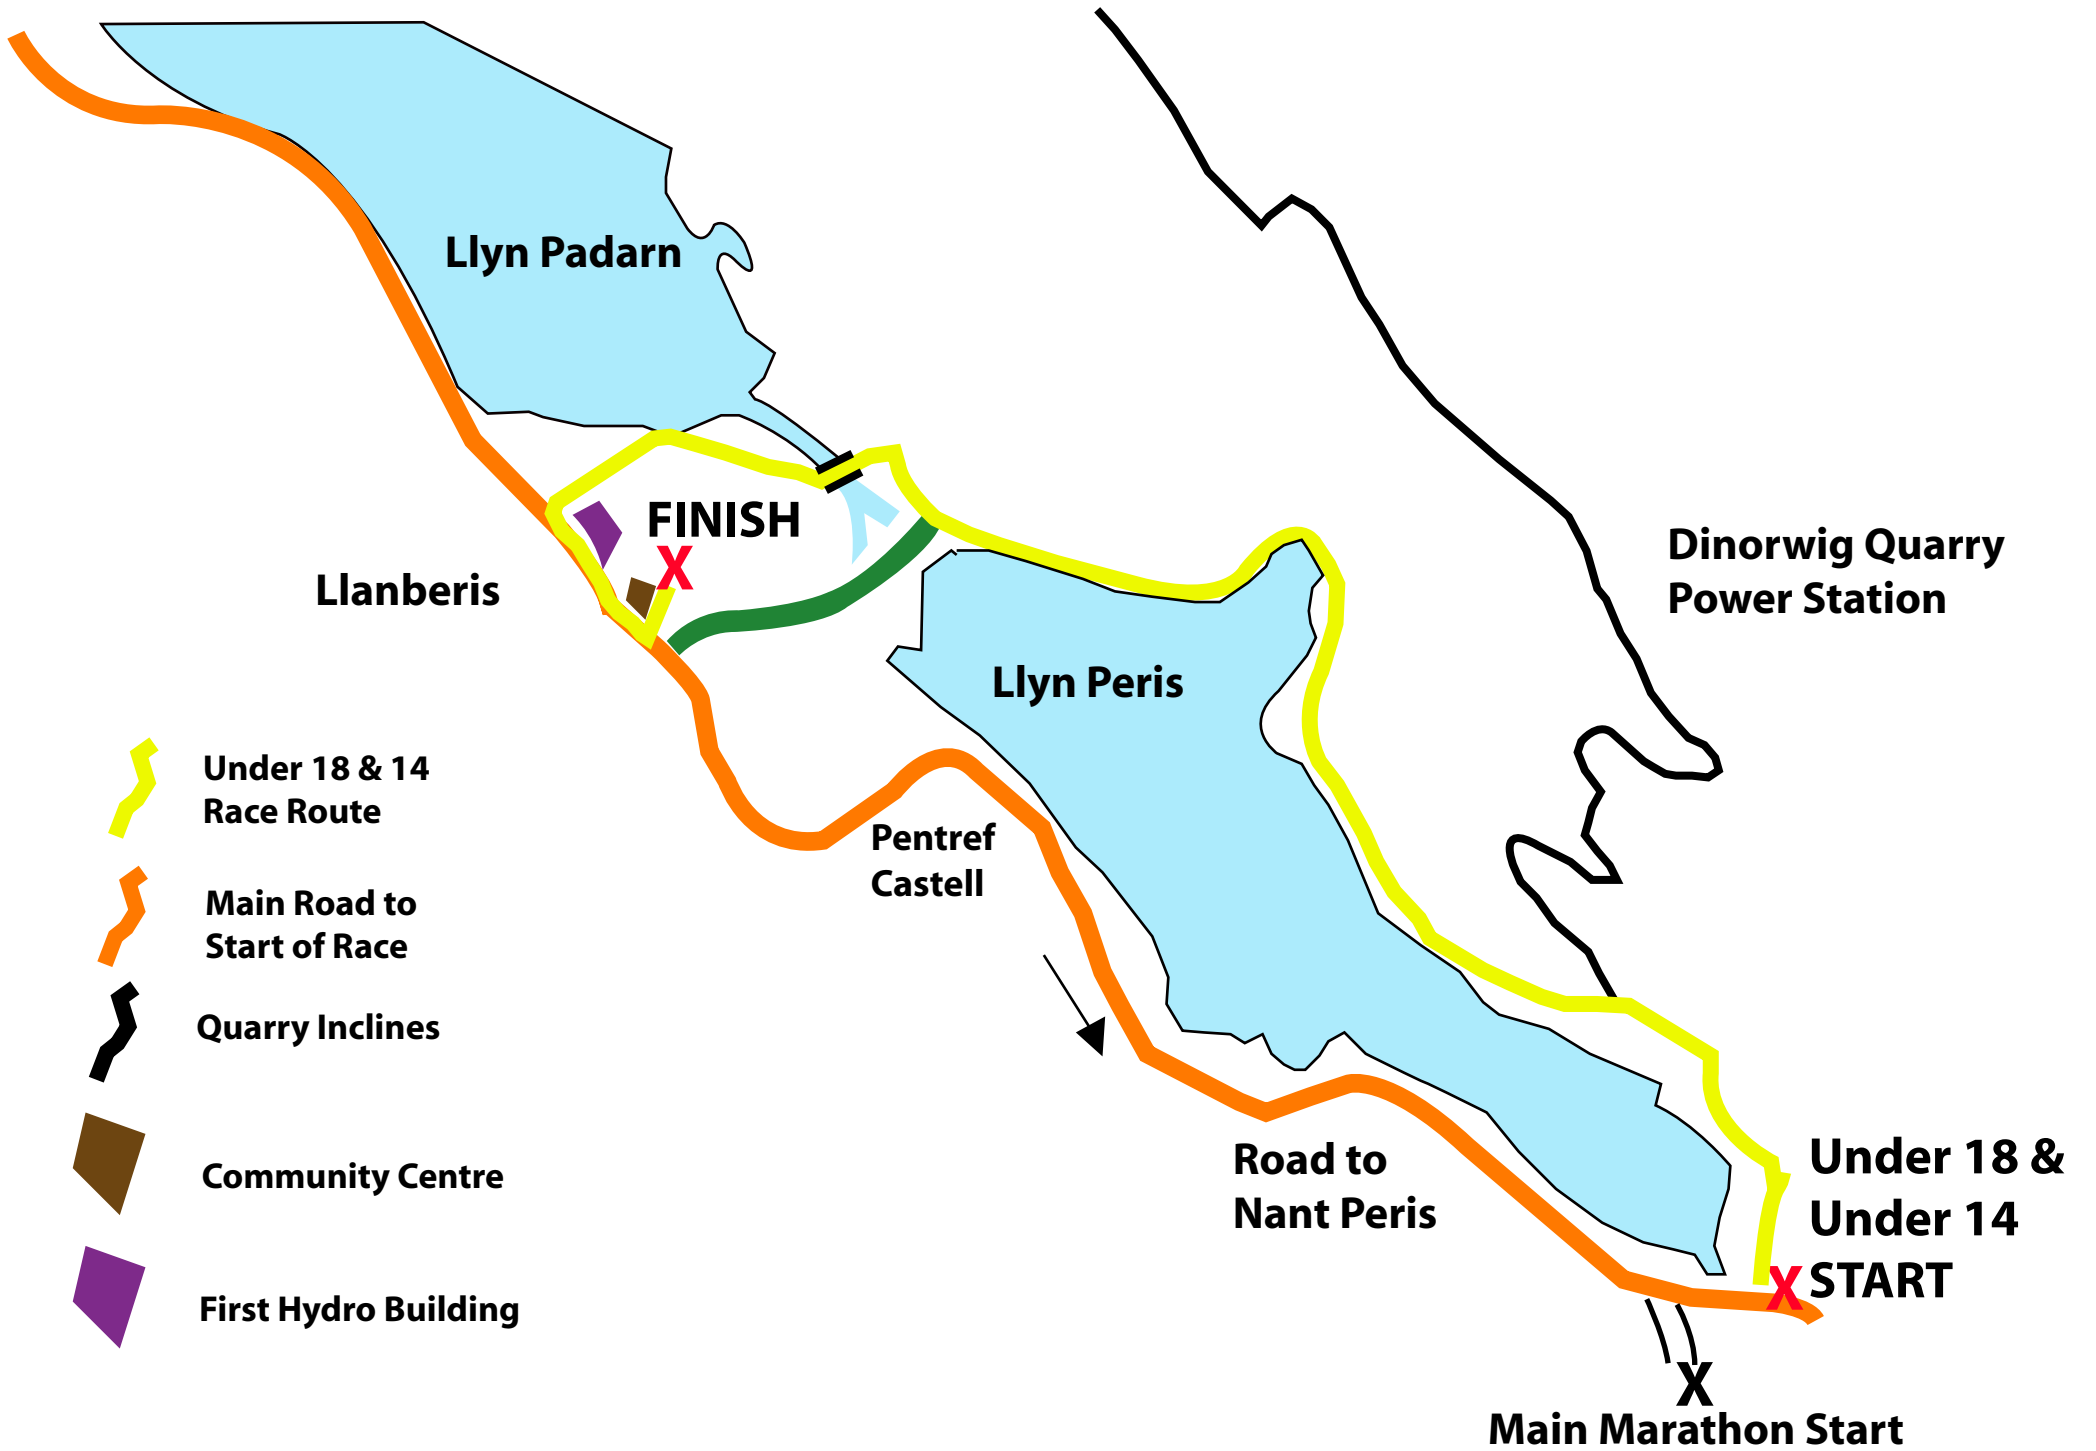 Llyn Padarn
FINISH
X
Llanberis
Dinorwig Quarry
Power Station
Llyn Peris
Under 18 & 14
Race Route
Main Road to
Start of Race
Quarry Inclines
Community Centre
First Hydro Building
Pentref
Castell
Road to
Nant Peris
Under 18 &
Under 14
X START
X
Main Marathon Start